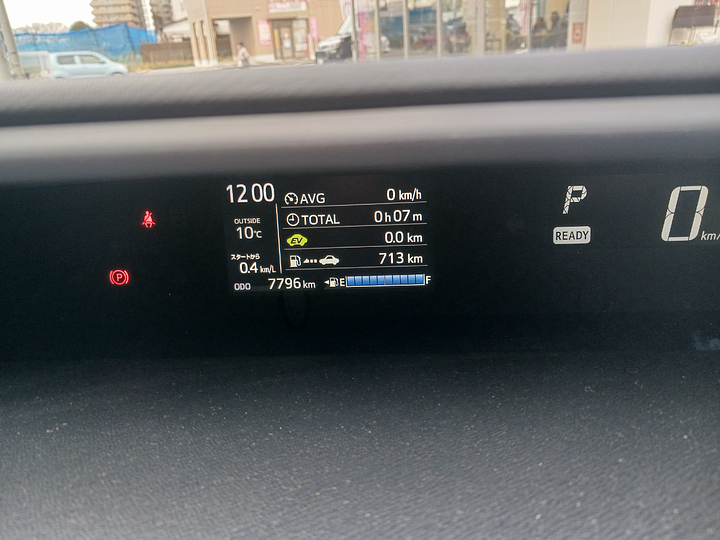 12 00
OUTSIDE
10°C
スタートから
0.4 km/L
ODO 7796 km
AVG 0 km/h
TOTAL 0 h 07 m
EV 0.0 km
713 km
E F
P
READY
0 km/
P